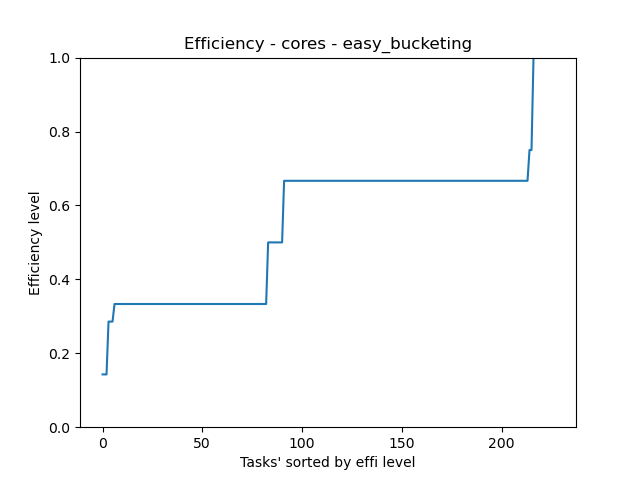 Efficiency - cores - easy_bucketing
1.0
0.8
0.6
0.4
0.2
0.0
Efficiency level
0 50 100 150 200
Tasks' sorted by effi level